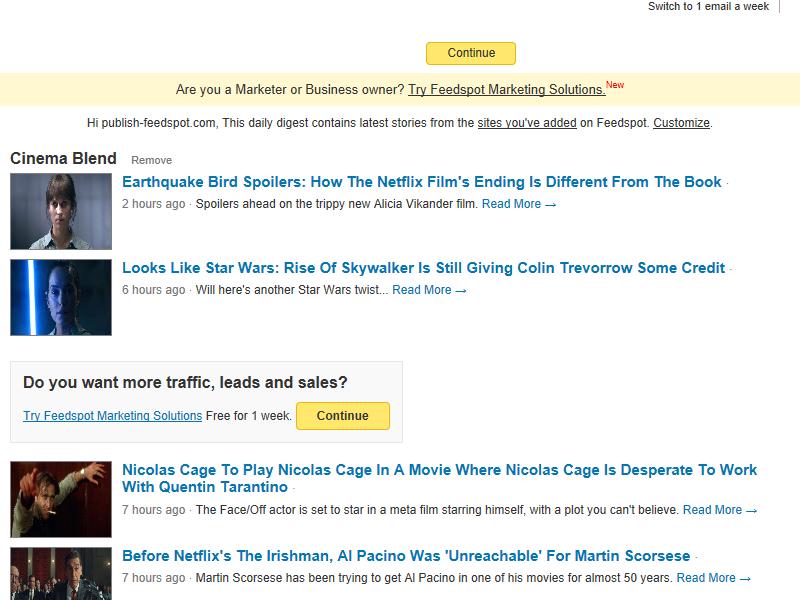 Switch to 1 email a week
Continue
Are you a Marketer or Business owner? Try Feedspot Marketing Solutions.New
Hi publish-feedspot.com, This daily digest contains latest stories from the sites you've added on Feedspot. Customize.
Cinema Blend Remove
Earthquake Bird Spoilers: How The Netflix Film's Ending Is Different From The Book ·
2 hours ago · Spoilers ahead on the trippy new Alicia Vikander film. Read More →
Looks Like Star Wars: Rise Of Skywalker Is Still Giving Colin Trevorrow Some Credit ·
6 hours ago · Will here's another Star Wars twist... Read More →
Do you want more traffic, leads and sales?
Try Feedspot Marketing Solutions Free for 1 week. Continue
Nicolas Cage To Play Nicolas Cage In A Movie Where Nicolas Cage Is Desperate To Work
With Quentin Tarantino ·
7 hours ago · The Face/Off actor is set to star in a meta film starring himself, with a plot you can't believe. Read More →
Before Netflix's The Irishman, Al Pacino Was 'Unreachable' For Martin Scorsese ·
7 hours ago · Martin Scorsese has been trying to get Al Pacino in one of his movies for almost 50 years. Read More →